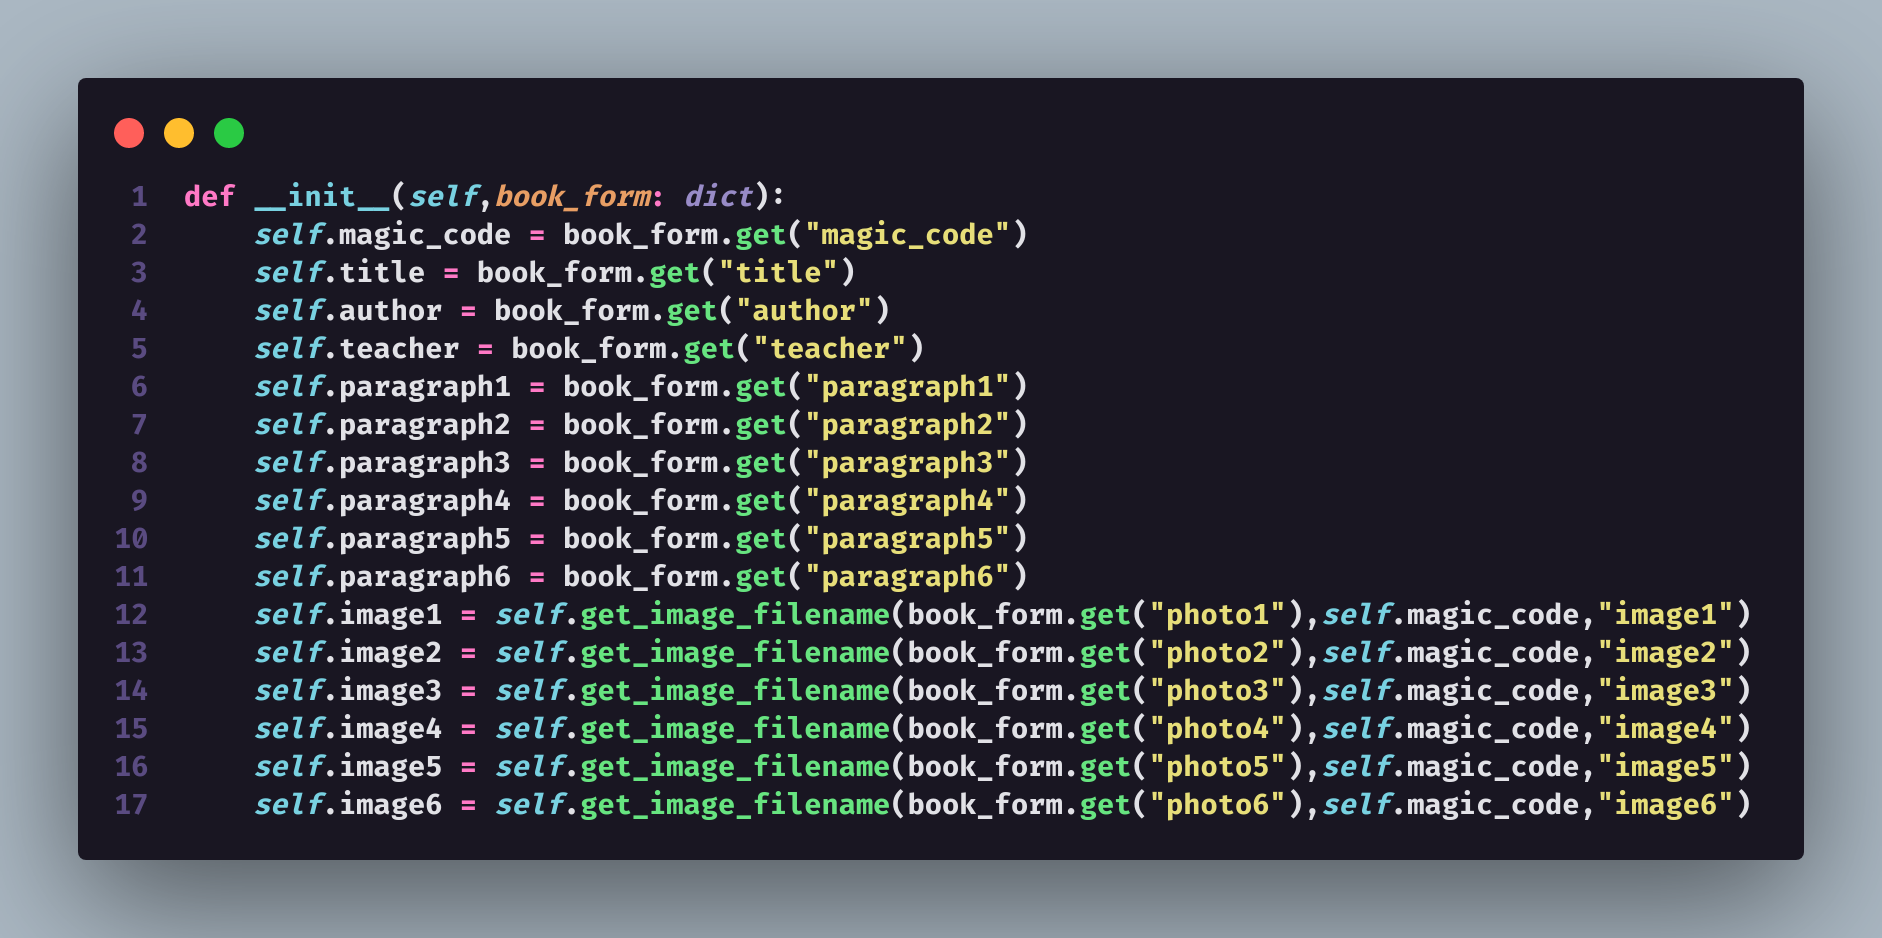 1 def __init__(self,book_form: dict):
2     self.magic_code = book_form.get("magic_code")
3     self.title = book_form.get("title")
4     self.author = book_form.get("author")
5     self.teacher = book_form.get("teacher")
6     self.paragraph1 = book_form.get("paragraph1")
7     self.paragraph2 = book_form.get("paragraph2")
8     self.paragraph3 = book_form.get("paragraph3")
9     self.paragraph4 = book_form.get("paragraph4")
10     self.paragraph5 = book_form.get("paragraph5")
11     self.paragraph6 = book_form.get("paragraph6")
12     self.image1 = self.get_image_filename(book_form.get("photo1"),self.magic_code,"image1")
13     self.image2 = self.get_image_filename(book_form.get("photo2"),self.magic_code,"image2")
14     self.image3 = self.get_image_filename(book_form.get("photo3"),self.magic_code,"image3")
15     self.image4 = self.get_image_filename(book_form.get("photo4"),self.magic_code,"image4")
16     self.image5 = self.get_image_filename(book_form.get("photo5"),self.magic_code,"image5")
17     self.image6 = self.get_image_filename(book_form.get("photo6"),self.magic_code,"image6")